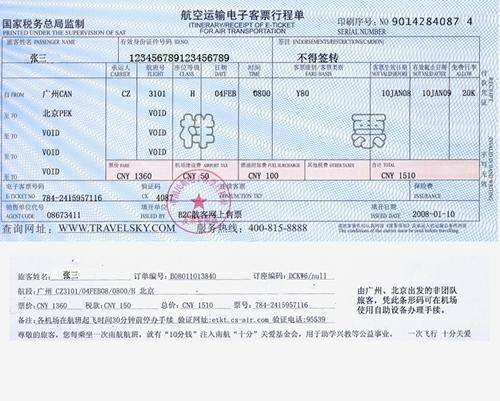 国家税务总局监制
PRINTED UNDER THE SUPERVISION OF SAT
航空运输电子客票行程单
ITINERARY/RECEIPT OF E-TICKET
FOR AIR TRANSPORTATION
印刷序号: NO 9014284087 4
SERIAL NUMBER:
旅客姓名 PASSENGER NAME 有效身份证件号码 ID.NO. 签注 ENDORSEMENTS/RESTRICTIONS(CARBON)
张三 123456789123456789 不得签转
承运人 CARRIER 航班号 FLIGHT 座位等级 CLASS 日期 DATE 时间 TIME 客票级别/客票类别 FARE BASIS 客票生效日期 NOT VALID BEFORE 有效截止日期 NOT VALID AFTER 免费行李 ALLOW
自 FROM 广州CAN CZ 3101 H 04FEB 0800 Y80 10JAN08 10JAN09 20K
至 TO 北京PEK VOID
至 TO VOID VOID
至 TO VOID VOID
至 TO VOID
样 票
票价 FARE 机场建设费 AIRPORT TAX 燃油附加费 FUEL SURCHARGE 其他税费 OTHER TAXES 合计 TOTAL
CNY 1360 CNY 50 CNY 100 CNY 1510
电子客票号码 E-TICKET NO 784-2415957116 验证码 CK 4087 CONJUNCTION TKT 保险费 INSURANCE
销售单位代号 AGENT CODE 08673411 填开单位 ISSUED BY B2C散客网上售票 填开日期 DATE OF ISSUE 2008-01-10
查询网址: WWW.TRAVELSKY.COM 服务热线: 400-815-8888
旅客姓名: 张三 订单编号: B08011013840 订座编码: DCKW6/null
航段: 广州 CZ3101/04FEB08/0800/H 北京
票价: CNY 1360 税款: CNY 150 总价: CNY 1510 票号: 784-2415957116
备注: 各机场在航班起飞时间30分钟前停办手续 验证网址: etkt.cs-air.com 验证电话: 95539
由广州、北京出发的非团队
旅客, 凭此条形码可在机场
使用自助设备办理手续。
尊敬的旅客, 您每乘坐一次南航航班, 就有“10分钱”注入南航“十分”关爱基金会, 用于助学兴教等公益事业. 一次飞行 十分关爱